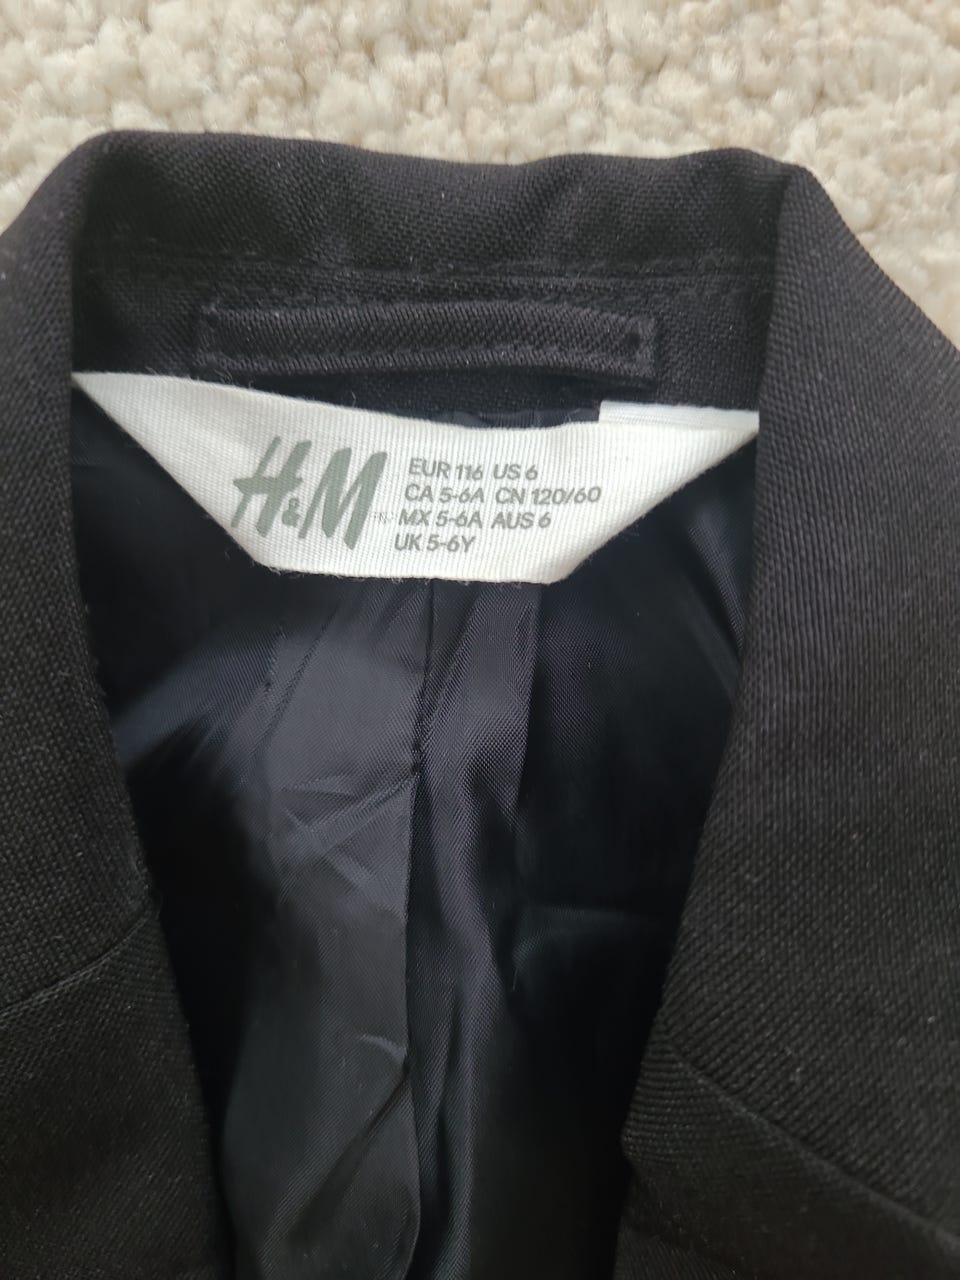 H&M
EUR 116 US 6
CA 5-6A CN 120/60
MX 5-6A AUS 6
UK 5-6Y